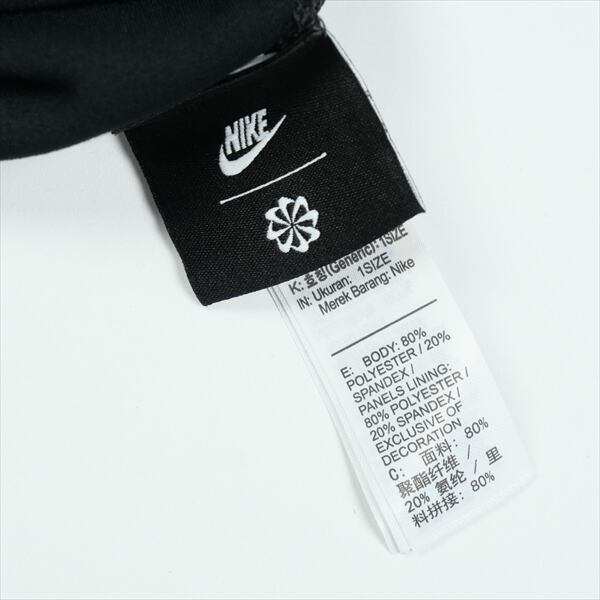 NIKE
K: 호칭(Generic): 1SIZE
IN: Ukuran: 1SIZE
Merek Barang: Nike
E: BODY: 80%
POLYESTER / 20%
SPANDEX /
PANELS LINING:
80% POLYESTER /
20% SPANDEX /
EXCLUSIVE OF
DECORATION
C: 面料: 80%
聚酯纤维 /
20% 氨纶 / 里
料拼接: 80%